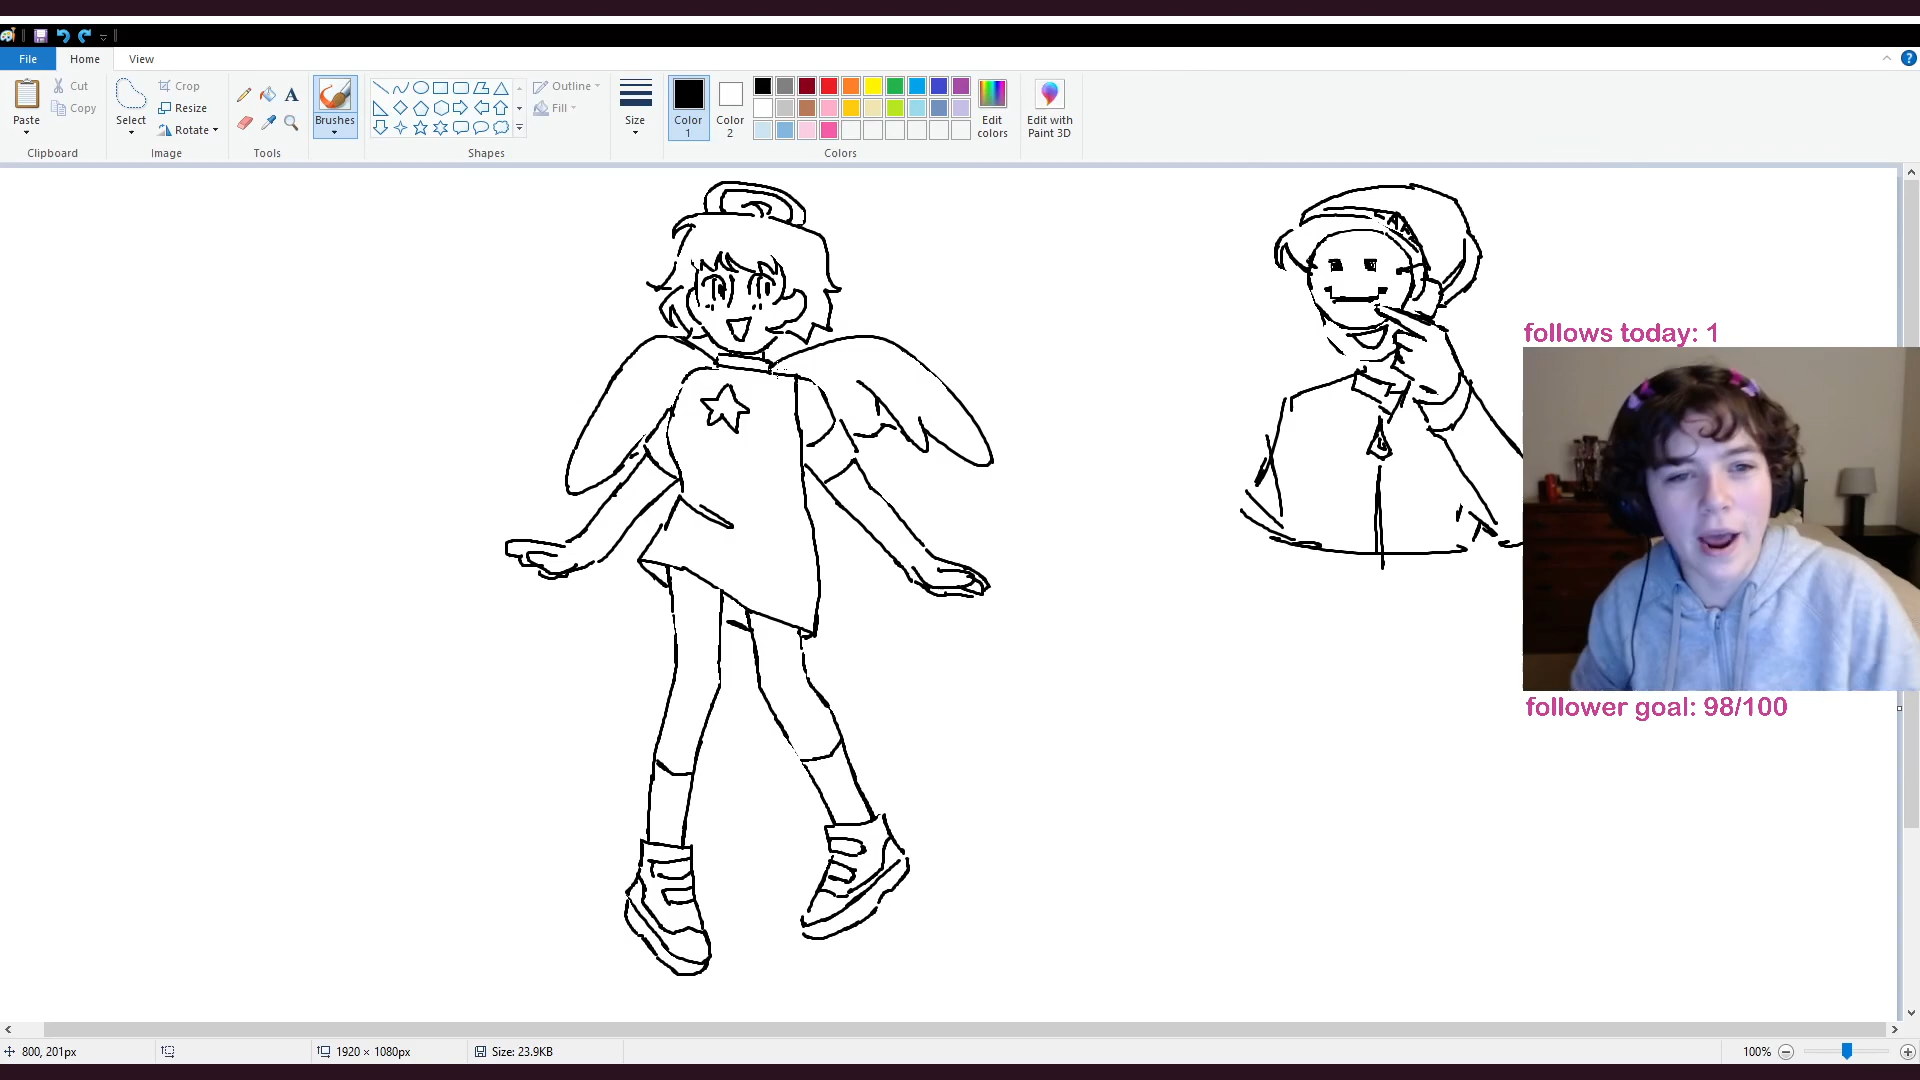 File Home View
Paste
Cut
Copy
Clipboard
Select
Crop
Resize
Rotate
Image
A
Tools
Brushes
Shapes
Outline
Fill
Size
Color
1
Color
2
Colors
Edit
colors
Edit with
Paint 3D
follows today: 1
follower goal: 98/100
800, 201px
1920 × 1080px
Size: 23.9KB
100%